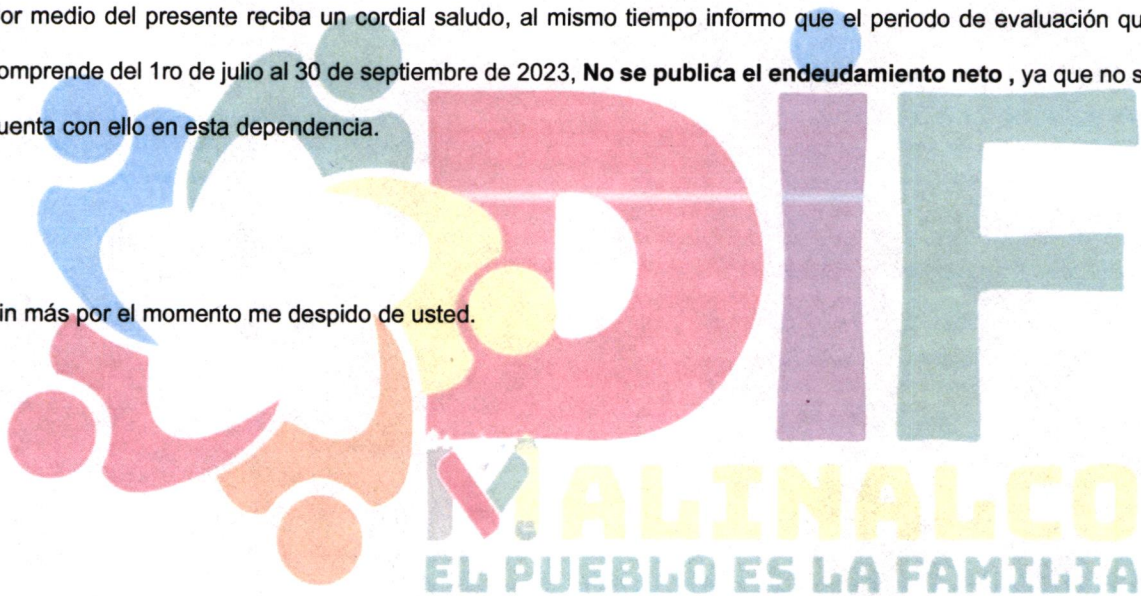 or medio del presente reciba un cordial saludo, al mismo tiempo informo que el periodo de evaluación qu
omprende del 1ro de julio al 30 de septiembre de 2023, No se publica el endeudamiento neto , ya que no s
uenta con ello en esta dependencia.
in más por el momento me despido de usted.
DIF
MALINALCO
EL PUEBLO ES LA FAMILIA